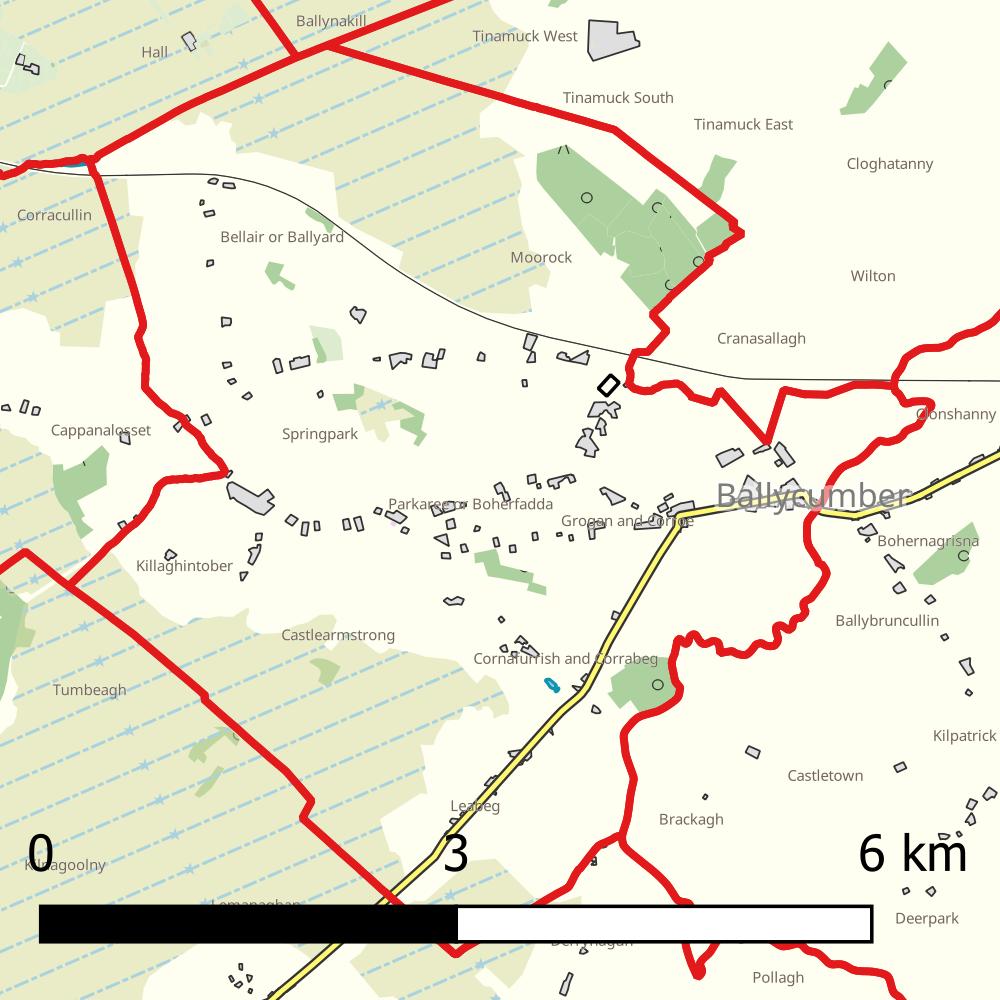 Ballynakill
Tinamuck West
Hall
Tinamuck South
Tinamuck East
Cloghatanny
Corracullin
Bellair or Ballyard
Moorock
Wilton
Cranasallagh
Clonshanny
Cappanalosset
Springpark
Parkaree or Boherfadda
Ballycumber
Grogan and Corroe
Bohernagrisna
Killaghintober
Ballybruncullin
Castlearmstrong
Cornafurrish and Corrabeg
Tumbeagh
Kilpatrick
Castletown
Leabeg
Brackagh
0
3
6 km
Kilnagoolny
Lemanaghan
Deerpark
Derrynagun
Pollagh